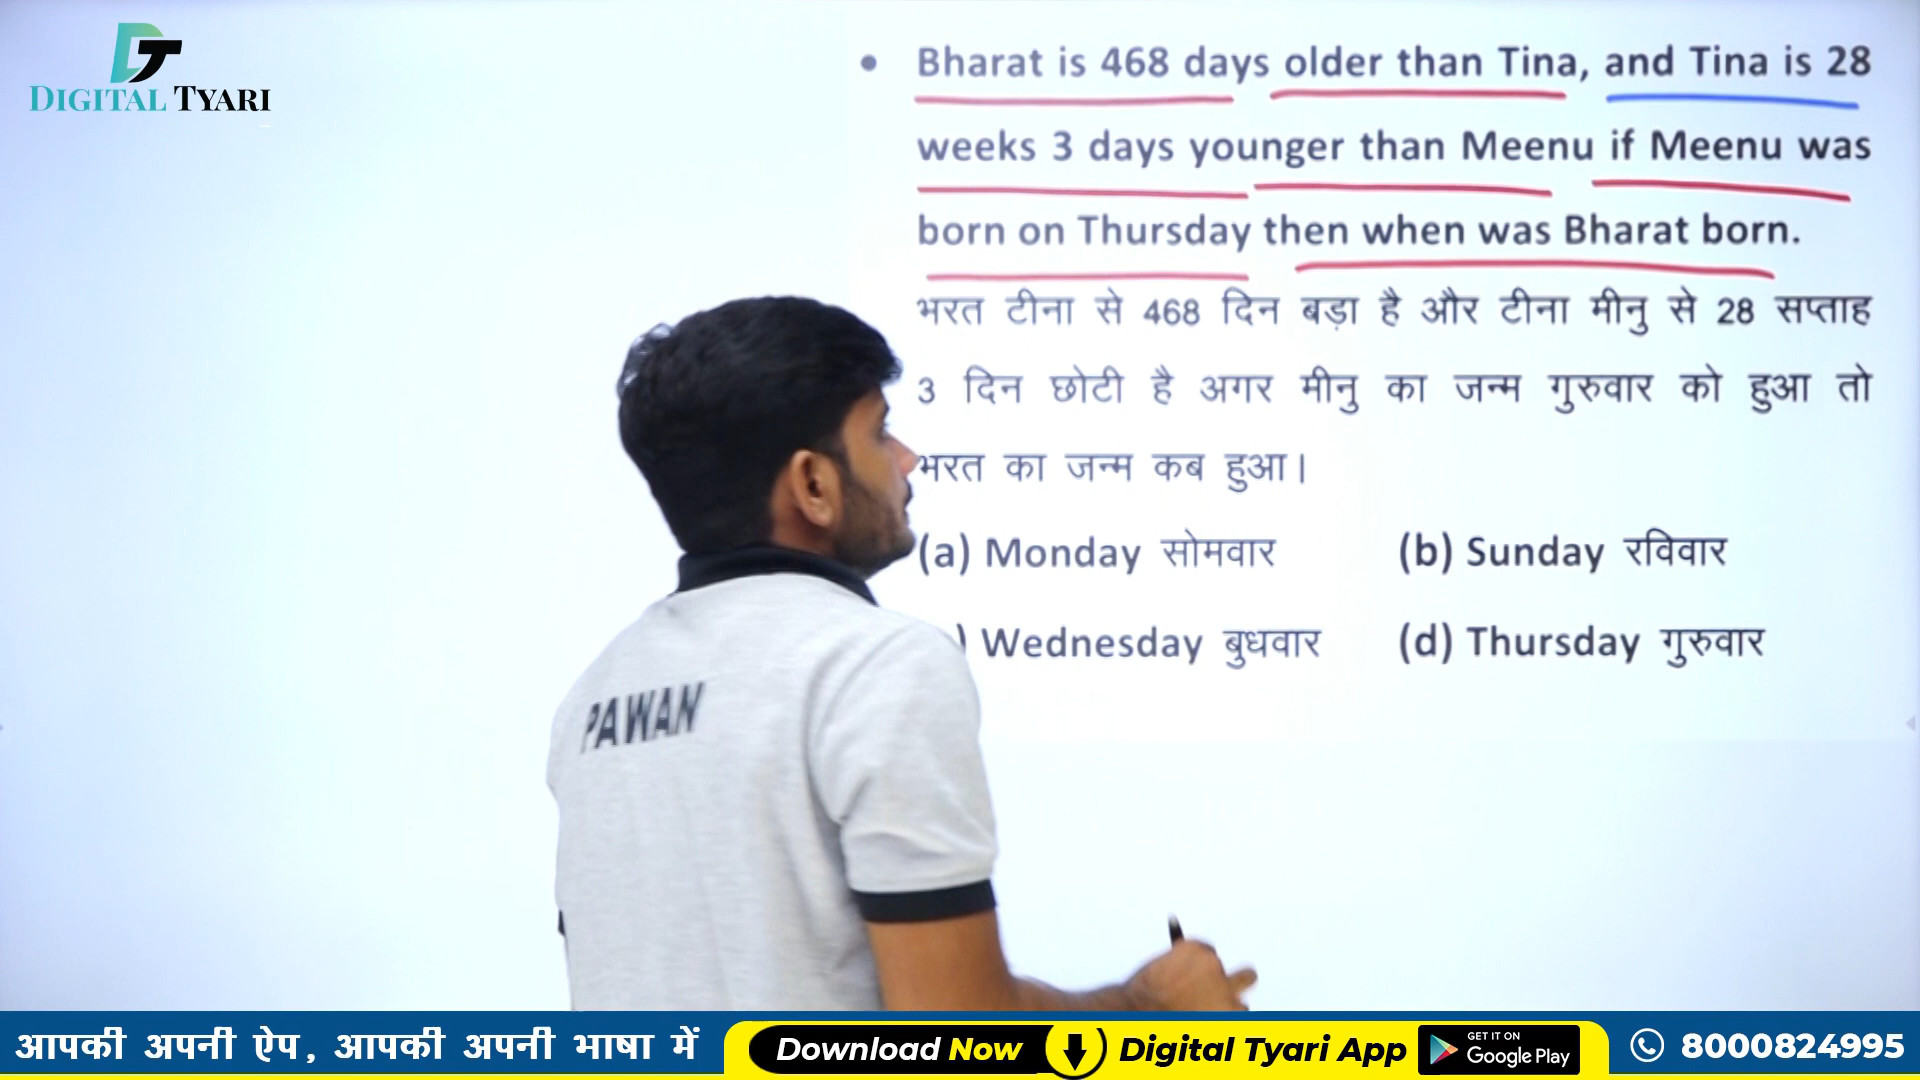 DT
DIGITAL TYARI
• Bharat is 468 days older than Tina, and Tina is 28
weeks 3 days younger than Meenu if Meenu was
born on Thursday then when was Bharat born.
भरत टीना से 468 दिन बड़ा है और टीना मीनु से 28 सप्ताह
3 दिन छोटी है अगर मीनु का जन्म गुरुवार को हुआ तो
भरत का जन्म कब हुआ।
(a) Monday सोमवार (b) Sunday रविवार
) Wednesday बुधवार (d) Thursday गुरुवार
PAWAN
आपकी अपनी ऐप, आपकी अपनी भाषा में Download Now Digital Tyari App GET IT ON Google Play 8000824995